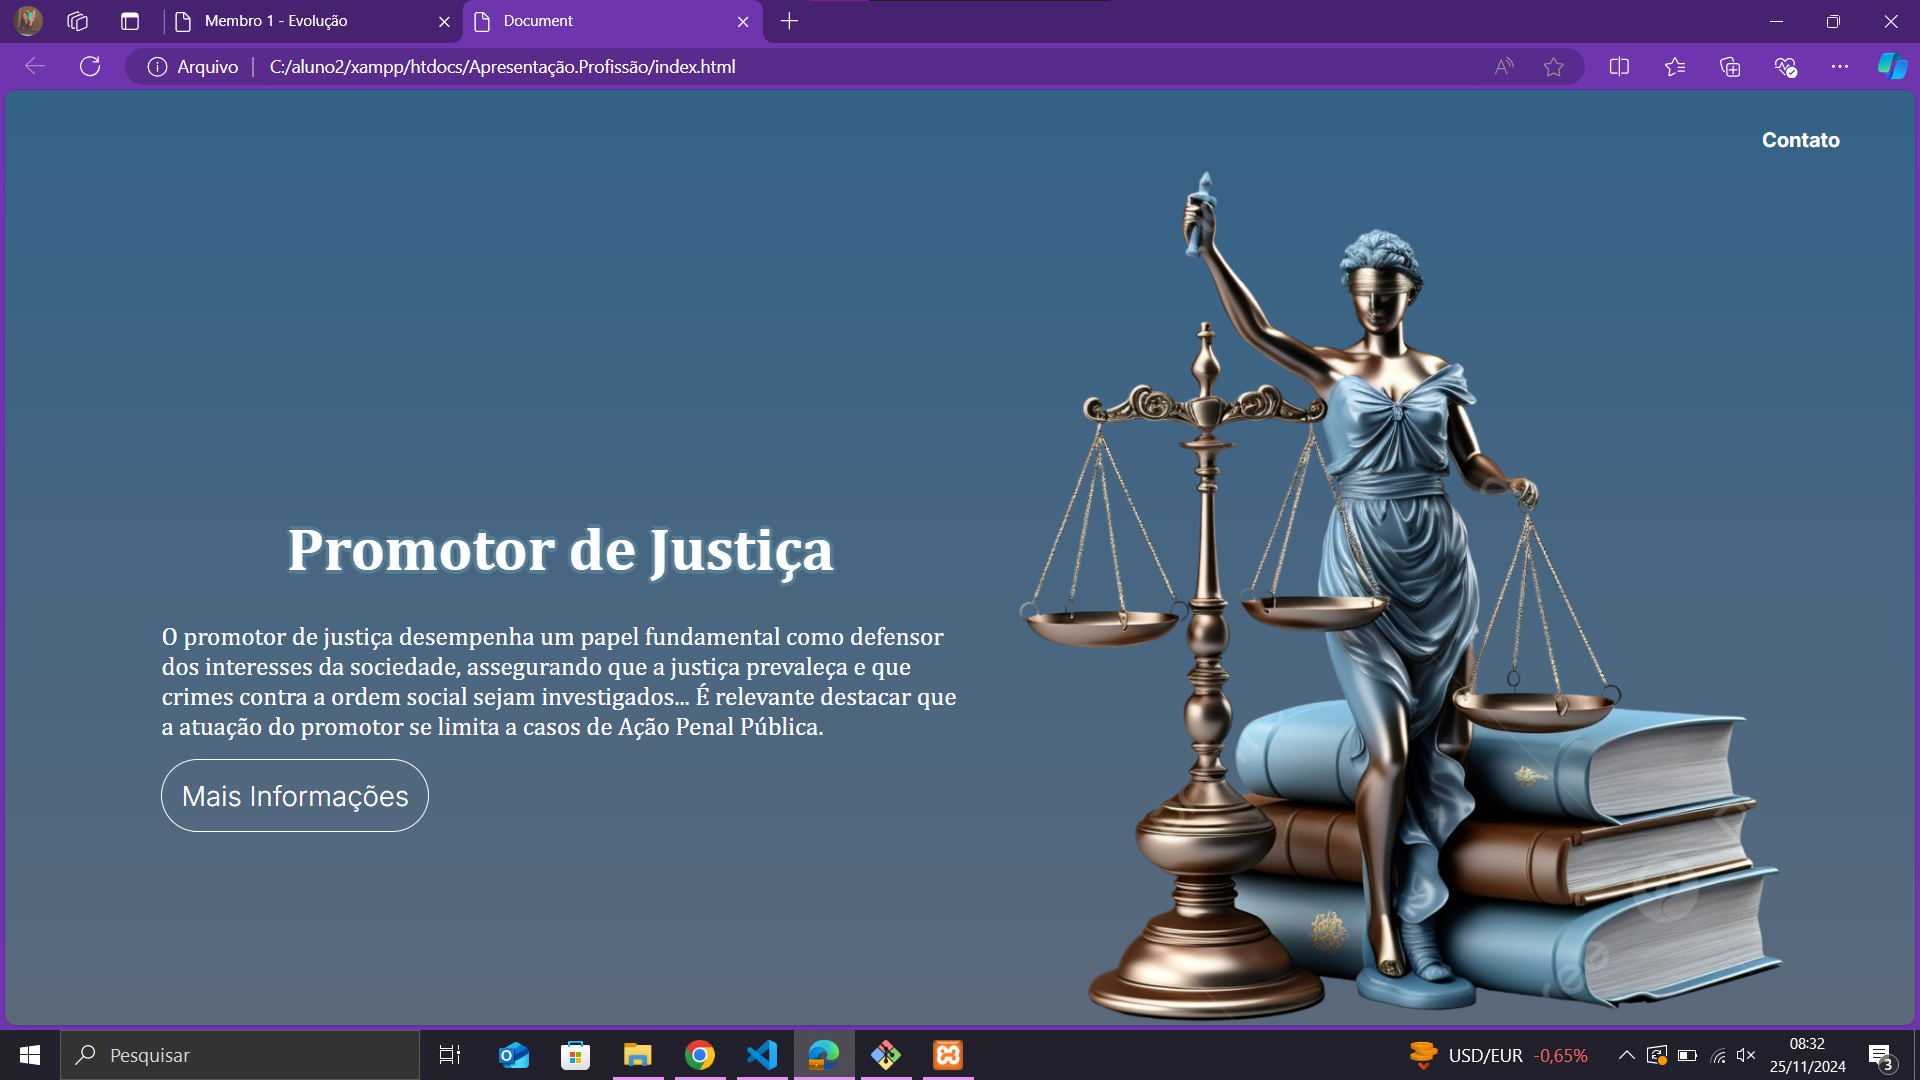 Membro 1 - Evolução
Document
Arquivo
C:/aluno2/xampp/htdocs/Apresentação.Profissão/index.html
Contato
Promotor de Justiça
O promotor de justiça desempenha um papel fundamental como defensor
dos interesses da sociedade, assegurando que a justiça prevaleça e que
crimes contra a ordem social sejam investigados... É relevante destacar que
a atuação do promotor se limita a casos de Ação Penal Pública.
Mais Informações
Pesquisar
USD/EUR -0,65%
08:32
25/11/2024
3